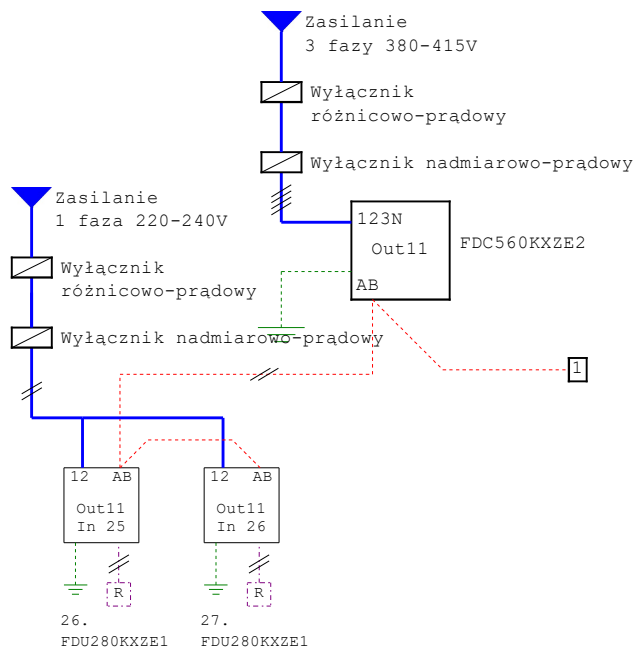 Zasilanie
3 fazy 380-415V
Wyłącznik
różnicowo-prądowy
Wyłącznik nadmiarowo-prądowy
123N
Out11
AB
FDC560KXZE2
1
Zasilanie
1 faza 220-240V
Wyłącznik
różnicowo-prądowy
Wyłącznik nadmiarowo-prądowy
12 AB
Out11
In 25
R
26.
FDU280KXZE1
12 AB
Out11
In 26
R
27.
FDU280KXZE1